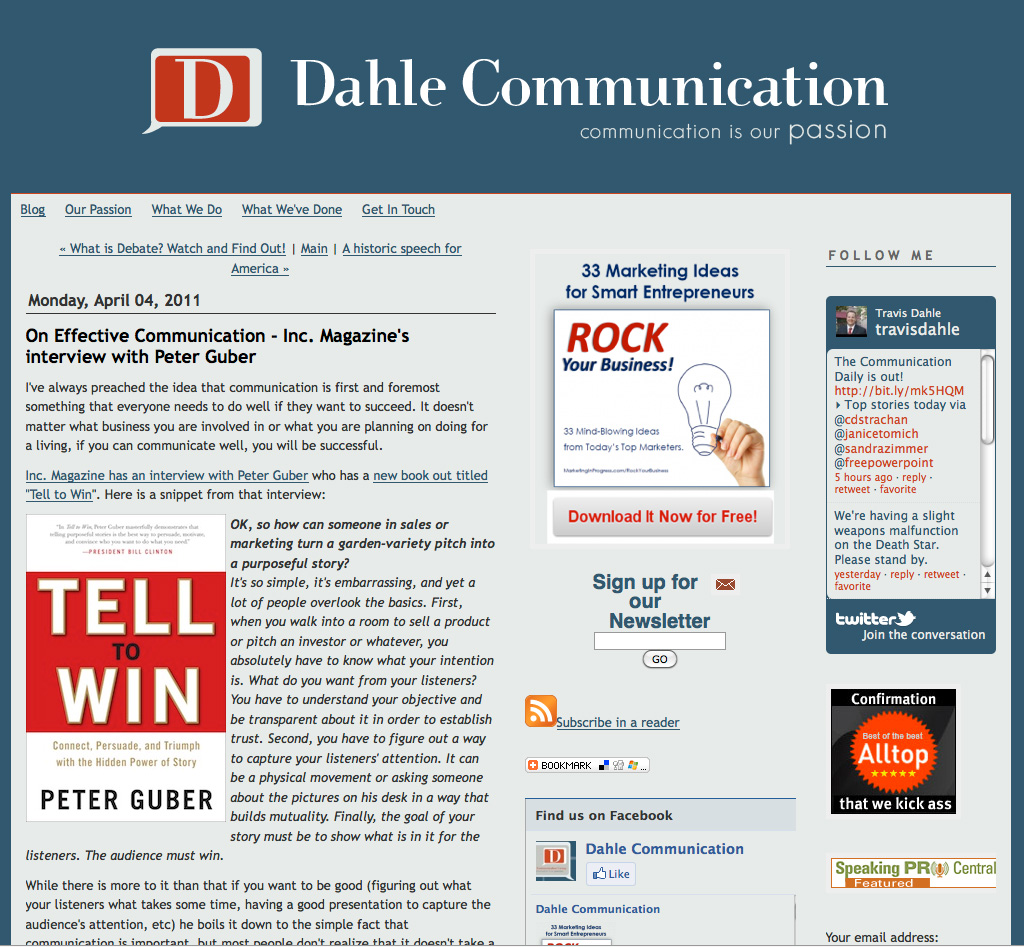 D
Dahle Communication
communication is our passion
Blog Our Passion What We Do What We've Done Get In Touch
« What is Debate? Watch and Find Out! | Main | A historic speech for
America »
Monday, April 04, 2011
On Effective Communication - Inc. Magazine's
interview with Peter Guber
I've always preached the idea that communication is first and foremost
something that everyone needs to do well if they want to succeed. It doesn't
matter what business you are involved in or what you are planning on doing for
a living, if you can communicate well, you will be successful.
Inc. Magazine has an interview with Peter Guber who has a new book out titled
"Tell to Win". Here is a snippet from that interview:
"In Tell to Win, Peter Guber masterfully demonstrates that
telling purposeful stories is the best way to persuade, motivate,
and convince who you want to do what you need."
—PRESIDENT BILL CLINTON
TELL
TO
WIN
Connect, Persuade, and Triumph
with the Hidden Power of Story
PETER GUBER
OK, so how can someone in sales or
marketing turn a garden-variety pitch into
a purposeful story?
It's so simple, it's embarrassing, and yet a
lot of people overlook the basics. First,
when you walk into a room to sell a product
or pitch an investor or whatever, you
absolutely have to know what your intention
is. What do you want from your listeners?
You have to understand your objective and
be transparent about it in order to establish
trust. Second, you have to figure out a way
to capture your listeners' attention. It can
be a physical movement or asking someone
about the pictures on his desk in a way that
builds mutuality. Finally, the goal of your
story must be to show what is in it for the
listeners. The audience must win.
While there is more to it than that if you want to be good (figuring out what
your listeners what takes some time, having a good presentation to capture the
audience's attention, etc) he boils it down to the simple fact that
communication is important, but most people don't realize that it doesn't take a
33 Marketing Ideas
for Smart Entrepreneurs
ROCK
Your Business!
33 Mind-Blowing Ideas
from Today's Top Marketers.
MarketingInProgress.com/RockYourBusiness
Download It Now for Free!
Sign up for
our
Newsletter
GO
Subscribe in a reader
BOOKMARK
Find us on Facebook
D
Dahle Communication
Like
Dahle Communication
33 Marketing Ideas
for Smart Entrepreneurs
ROCK
FOLLOW ME
Travis Dahle
travisdahle
The Communication
Daily is out!
http://bit.ly/mk5HQM
Top stories today via
@cdstrachan
@janicetomich
@sandrazimmer
@freepowerpoint
5 hours ago · reply ·
retweet · favorite
We're having a slight
weapons malfunction
on the Death Star.
Please stand by.
yesterday · reply · retweet ·
favorite
twitter
Join the conversation
Confirmation
Best of the best
Alltop
that we kick ass
Speaking PRO Central
Featured
Your email address: